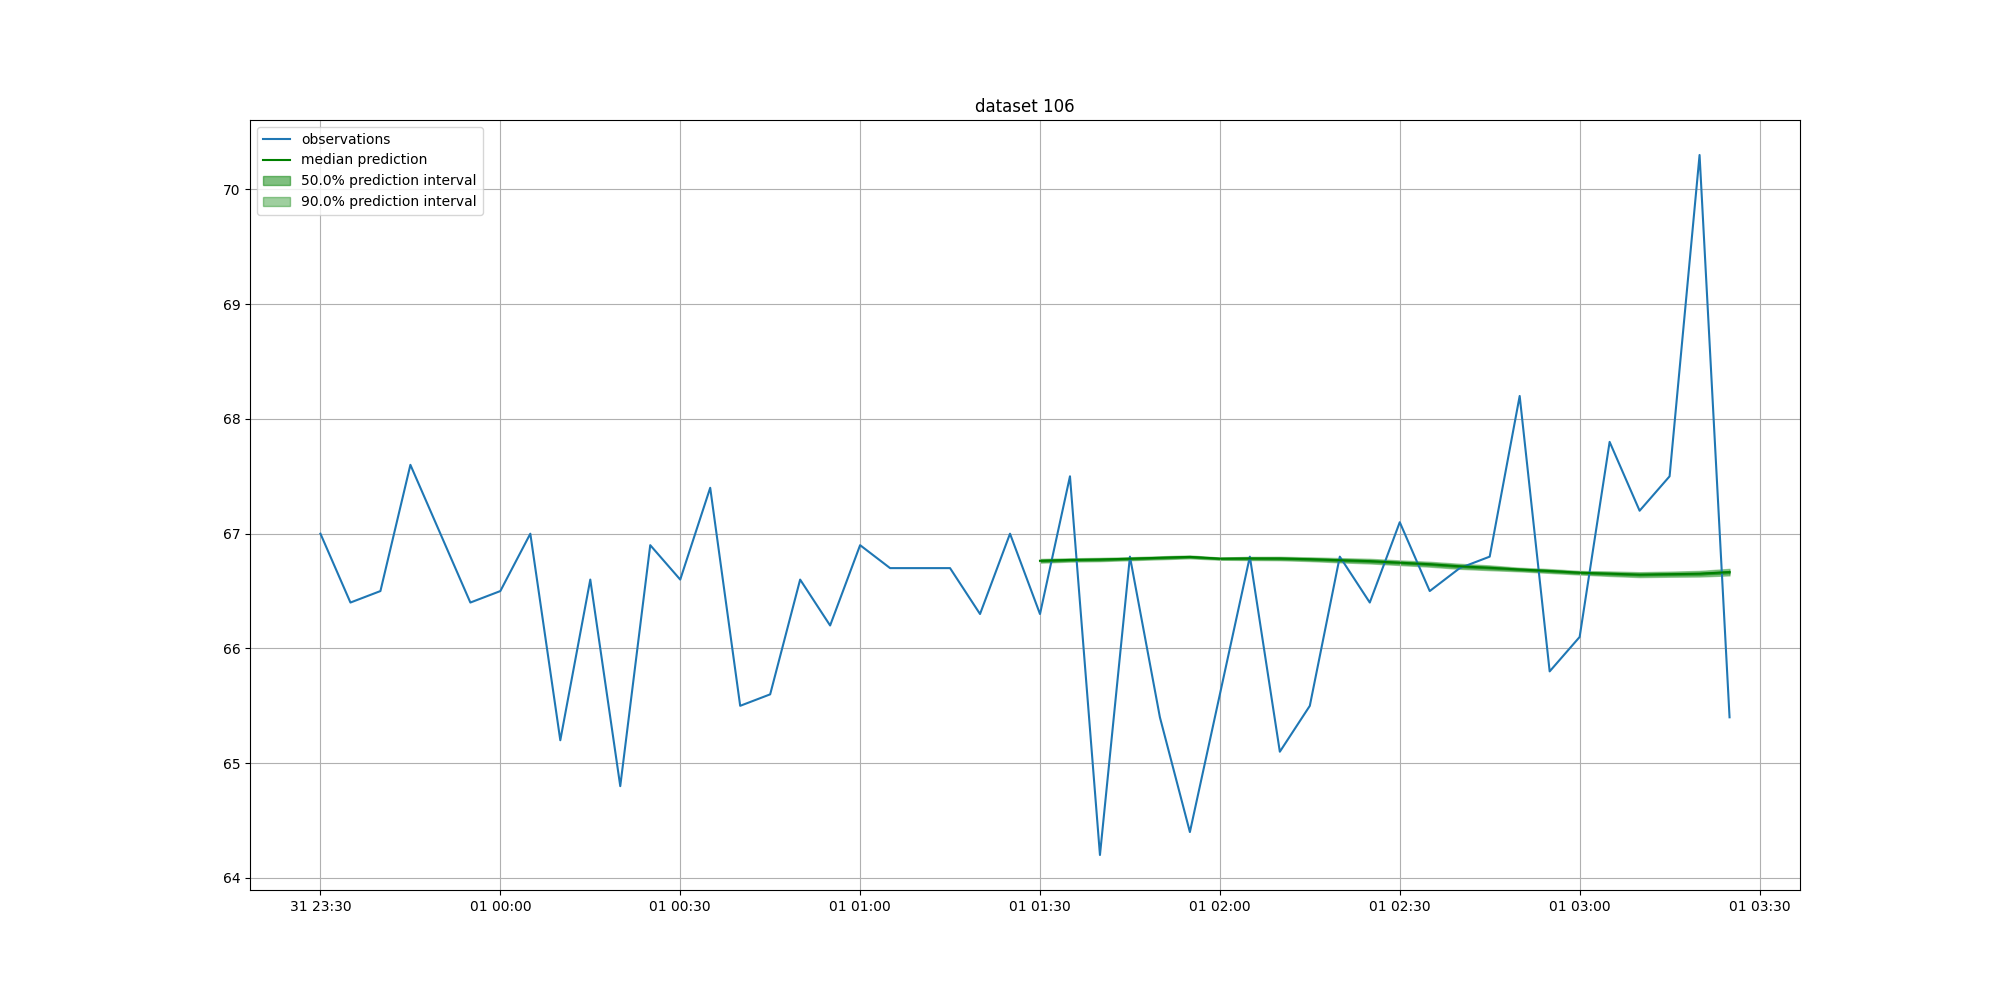 dataset 106
observations
median prediction
50.0% prediction interval
90.0% prediction interval
70
69
68
67
66
65
64
31 23:30 01 00:00 01 00:30 01 01:00 01 01:30 01 02:00 01 02:30 01 03:00 01 03:30